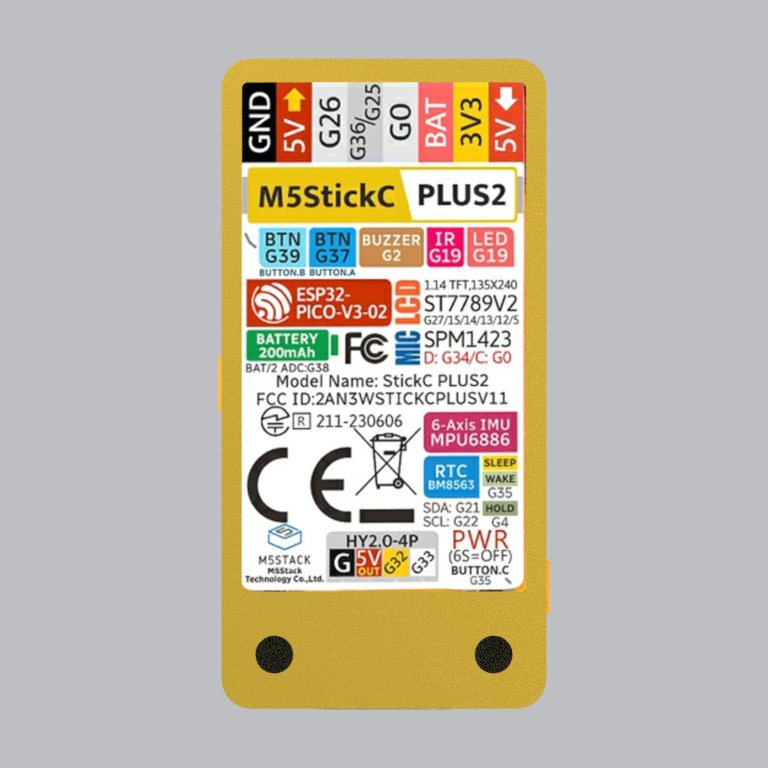 GND 5V G26 G36/G25 G0 BAT 3V3 5V
M5StickC PLUS2
BTN G39 BTN G37 BUZZER G2 IR G19 LED G19
BUTTON.B BUTTON.A
ESP32-
PICO-V3-02
LCD
1.14 TFT,135X240
ST7789V2
G27/15/14/13/12/5
BATTERY
200mAh
FC
MIC
SPM1423
D: G34/C: G0
BAT/2 ADC:G38
Model Name: StickC PLUS2
FCC ID:2AN3WSTICKCPLUSV11
R 211-230606
6-Axis IMU
MPU6886
CE
RTC
BM8563
SLEEP
WAKE
G35
SDA: G21
SCL: G22
HOLD
G4
M5STACK
M5Stack
Technology Co.,Ltd.
HY2.0-4P
G 5V OUT G32 G33
PWR
(6S=OFF)
BUTTON.C
G35